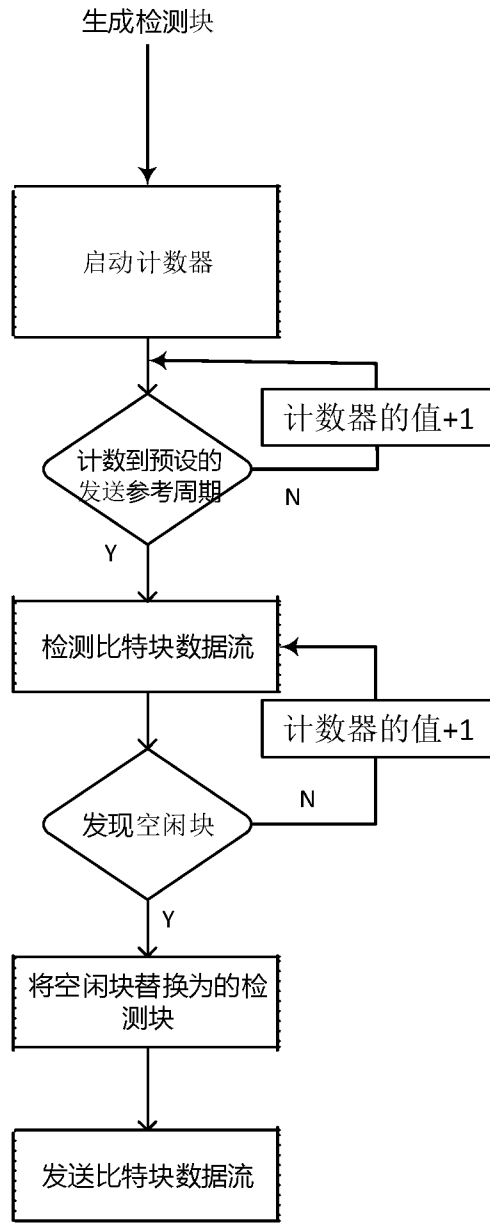 生成检测块
启动计数器
计数器的值+1
计数到预设的
发送参考周期
N
Y
检测比特块数据流
计数器的值+1
发现空闲块
N
Y
将空闲块替换为的检
测块
发送比特块数据流